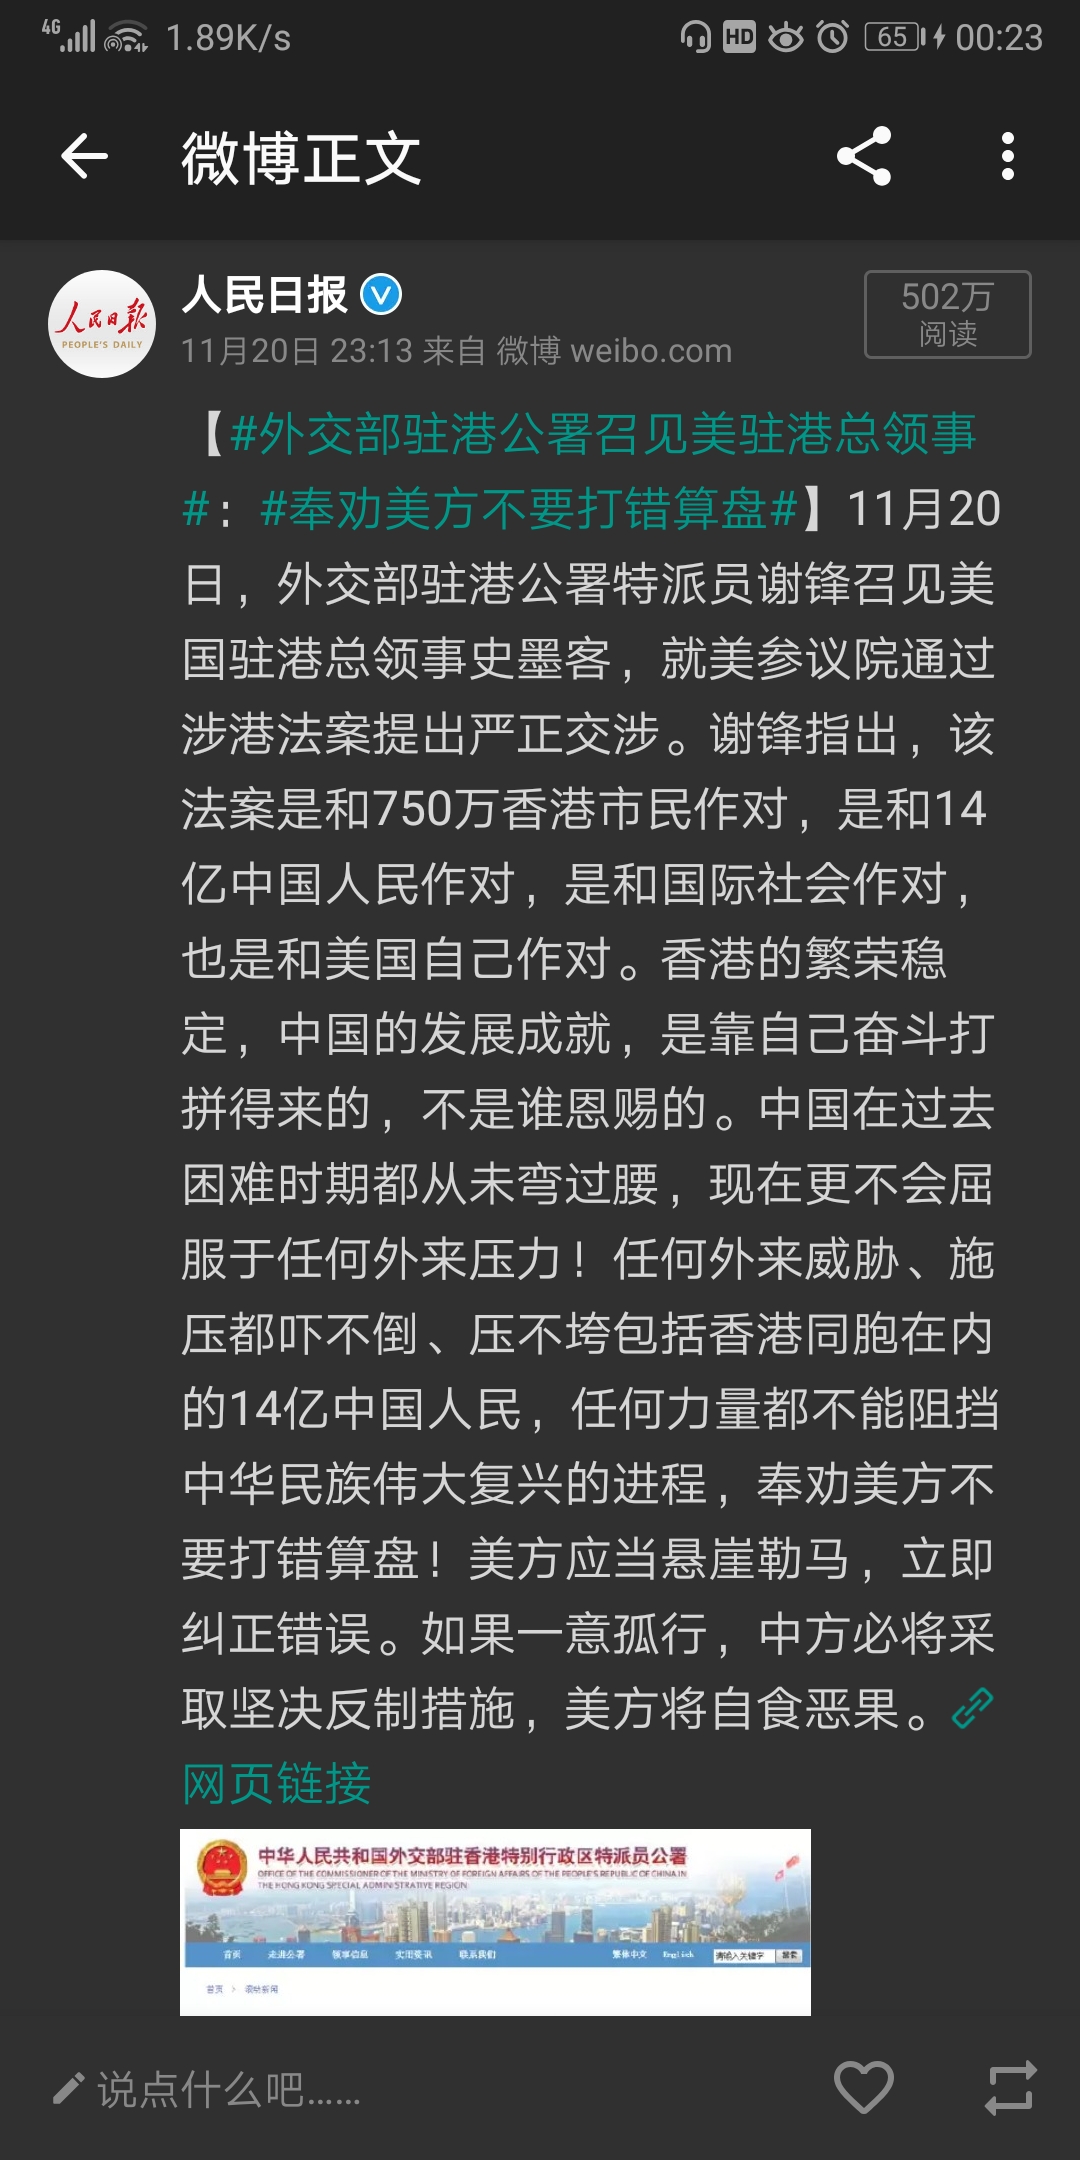 4G 1.89K/s HD 65 00:23
微博正文
人民日报
人民日报 PEOPLE'S DAILY
502万
阅读
11月20日 23:13 来自 微博 weibo.com
【#外交部驻港公署召见美驻港总领事
#：#奉劝美方不要打错算盘#】11月20
日，外交部驻港公署特派员谢锋召见美
国驻港总领事史墨客，就美参议院通过
涉港法案提出严正交涉。谢锋指出，该
法案是和750万香港市民作对，是和14
亿中国人民作对，是和国际社会作对，
也是和美国自己作对。香港的繁荣稳
定，中国的发展成就，是靠自己奋斗打
拼得来的，不是谁恩赐的。中国在过去
困难时期都从未弯过腰，现在更不会屈
服于任何外来压力！任何外来威胁、施
压都吓不倒、压不垮包括香港同胞在内
的14亿中国人民，任何力量都不能阻挡
中华民族伟大复兴的进程，奉劝美方不
要打错算盘！美方应当悬崖勒马，立即
纠正错误。如果一意孤行，中方必将采
取坚决反制措施，美方将自食恶果。
网页链接
中华人民共和国外交部驻香港特别行政区特派员公署
OFFICE OF THE COMMISSIONER OF THE MINISTRY OF FOREIGN AFFAIRS OF THE PEOPLE'S REPUBLIC OF CHINA IN
THE HONG KONG SPECIAL ADMINISTRATIVE REGION
首页 走进公署 领事信息 实用资讯 联系我们 繁体中文 English 请输入关键字 搜索
首页 > 滚动新闻
说点什么吧……